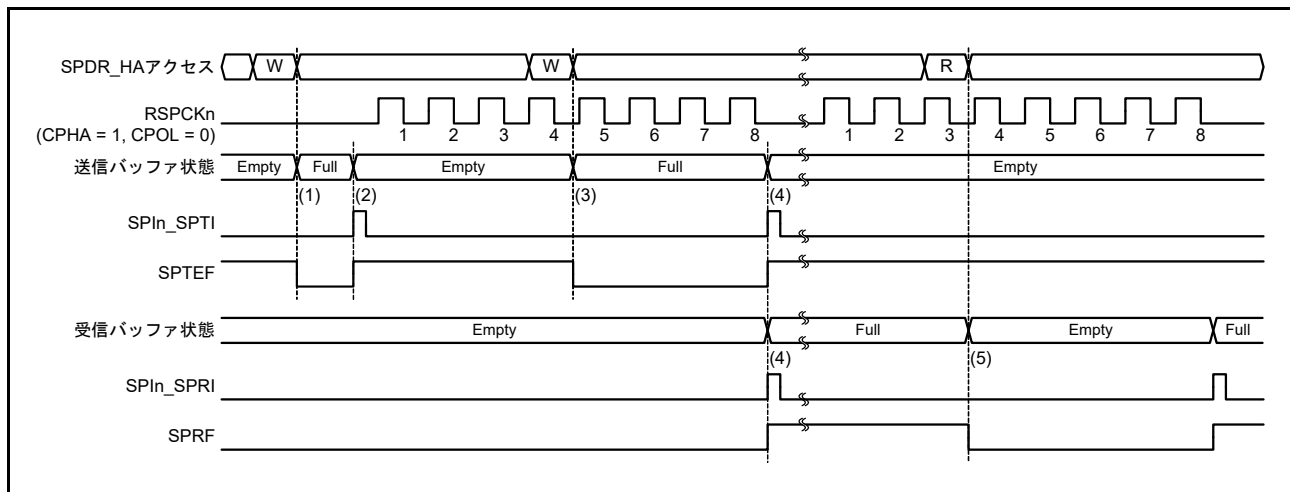 SPDR_HAアクセス W W R
RSPCKn
(CPHA = 1, CPOL = 0)
1 2 3 4 5 6 7 8 1 2 3 4 5 6 7 8
送信バッファ状態 Empty Full Empty Full Empty
(1) (2) (3) (4)
SPIn_SPTI
SPTEF
受信バッファ状態 Empty Full Empty Full
(4) (5)
SPIn_SPRI
SPRF